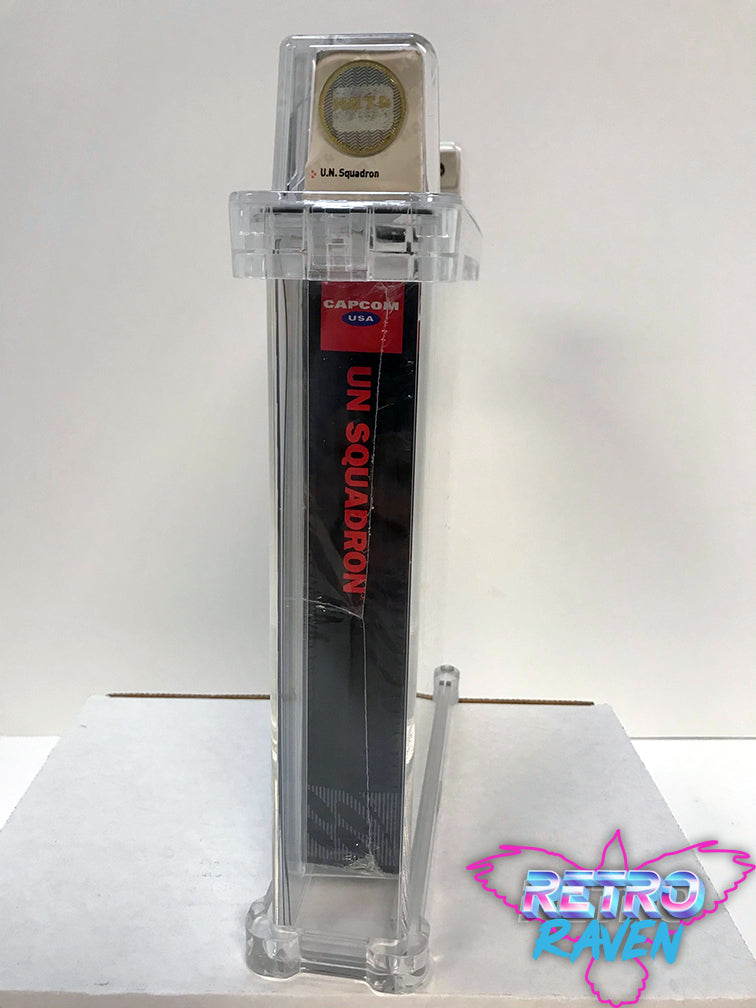 U.N. Squadron
CAPCOM
USA
UN SQUADRON
RETRO
RAVEN